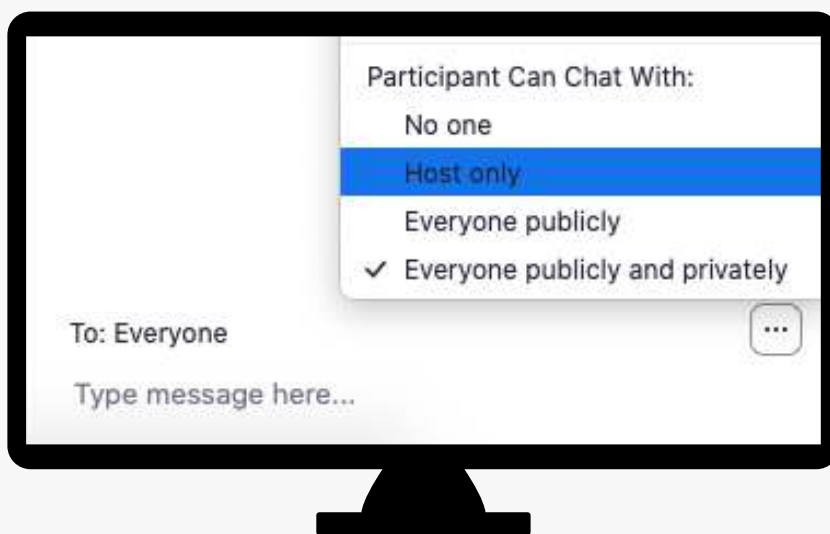 Participant Can Chat With:
No one
Host only
Everyone publicly
✓ Everyone publicly and privately
To: Everyone
...
Type message here...